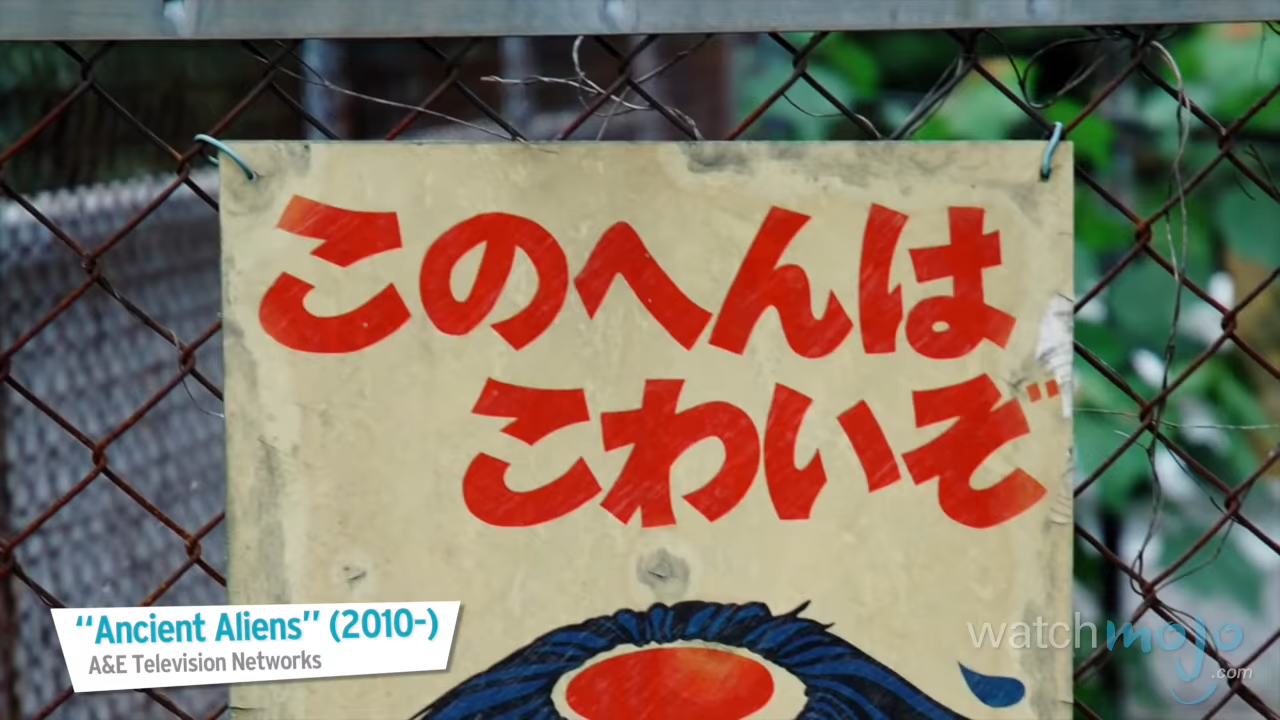 このへんは
こわいぞ
“Ancient Aliens” (2010-)
A&E Television Networks
watchmojo
.com